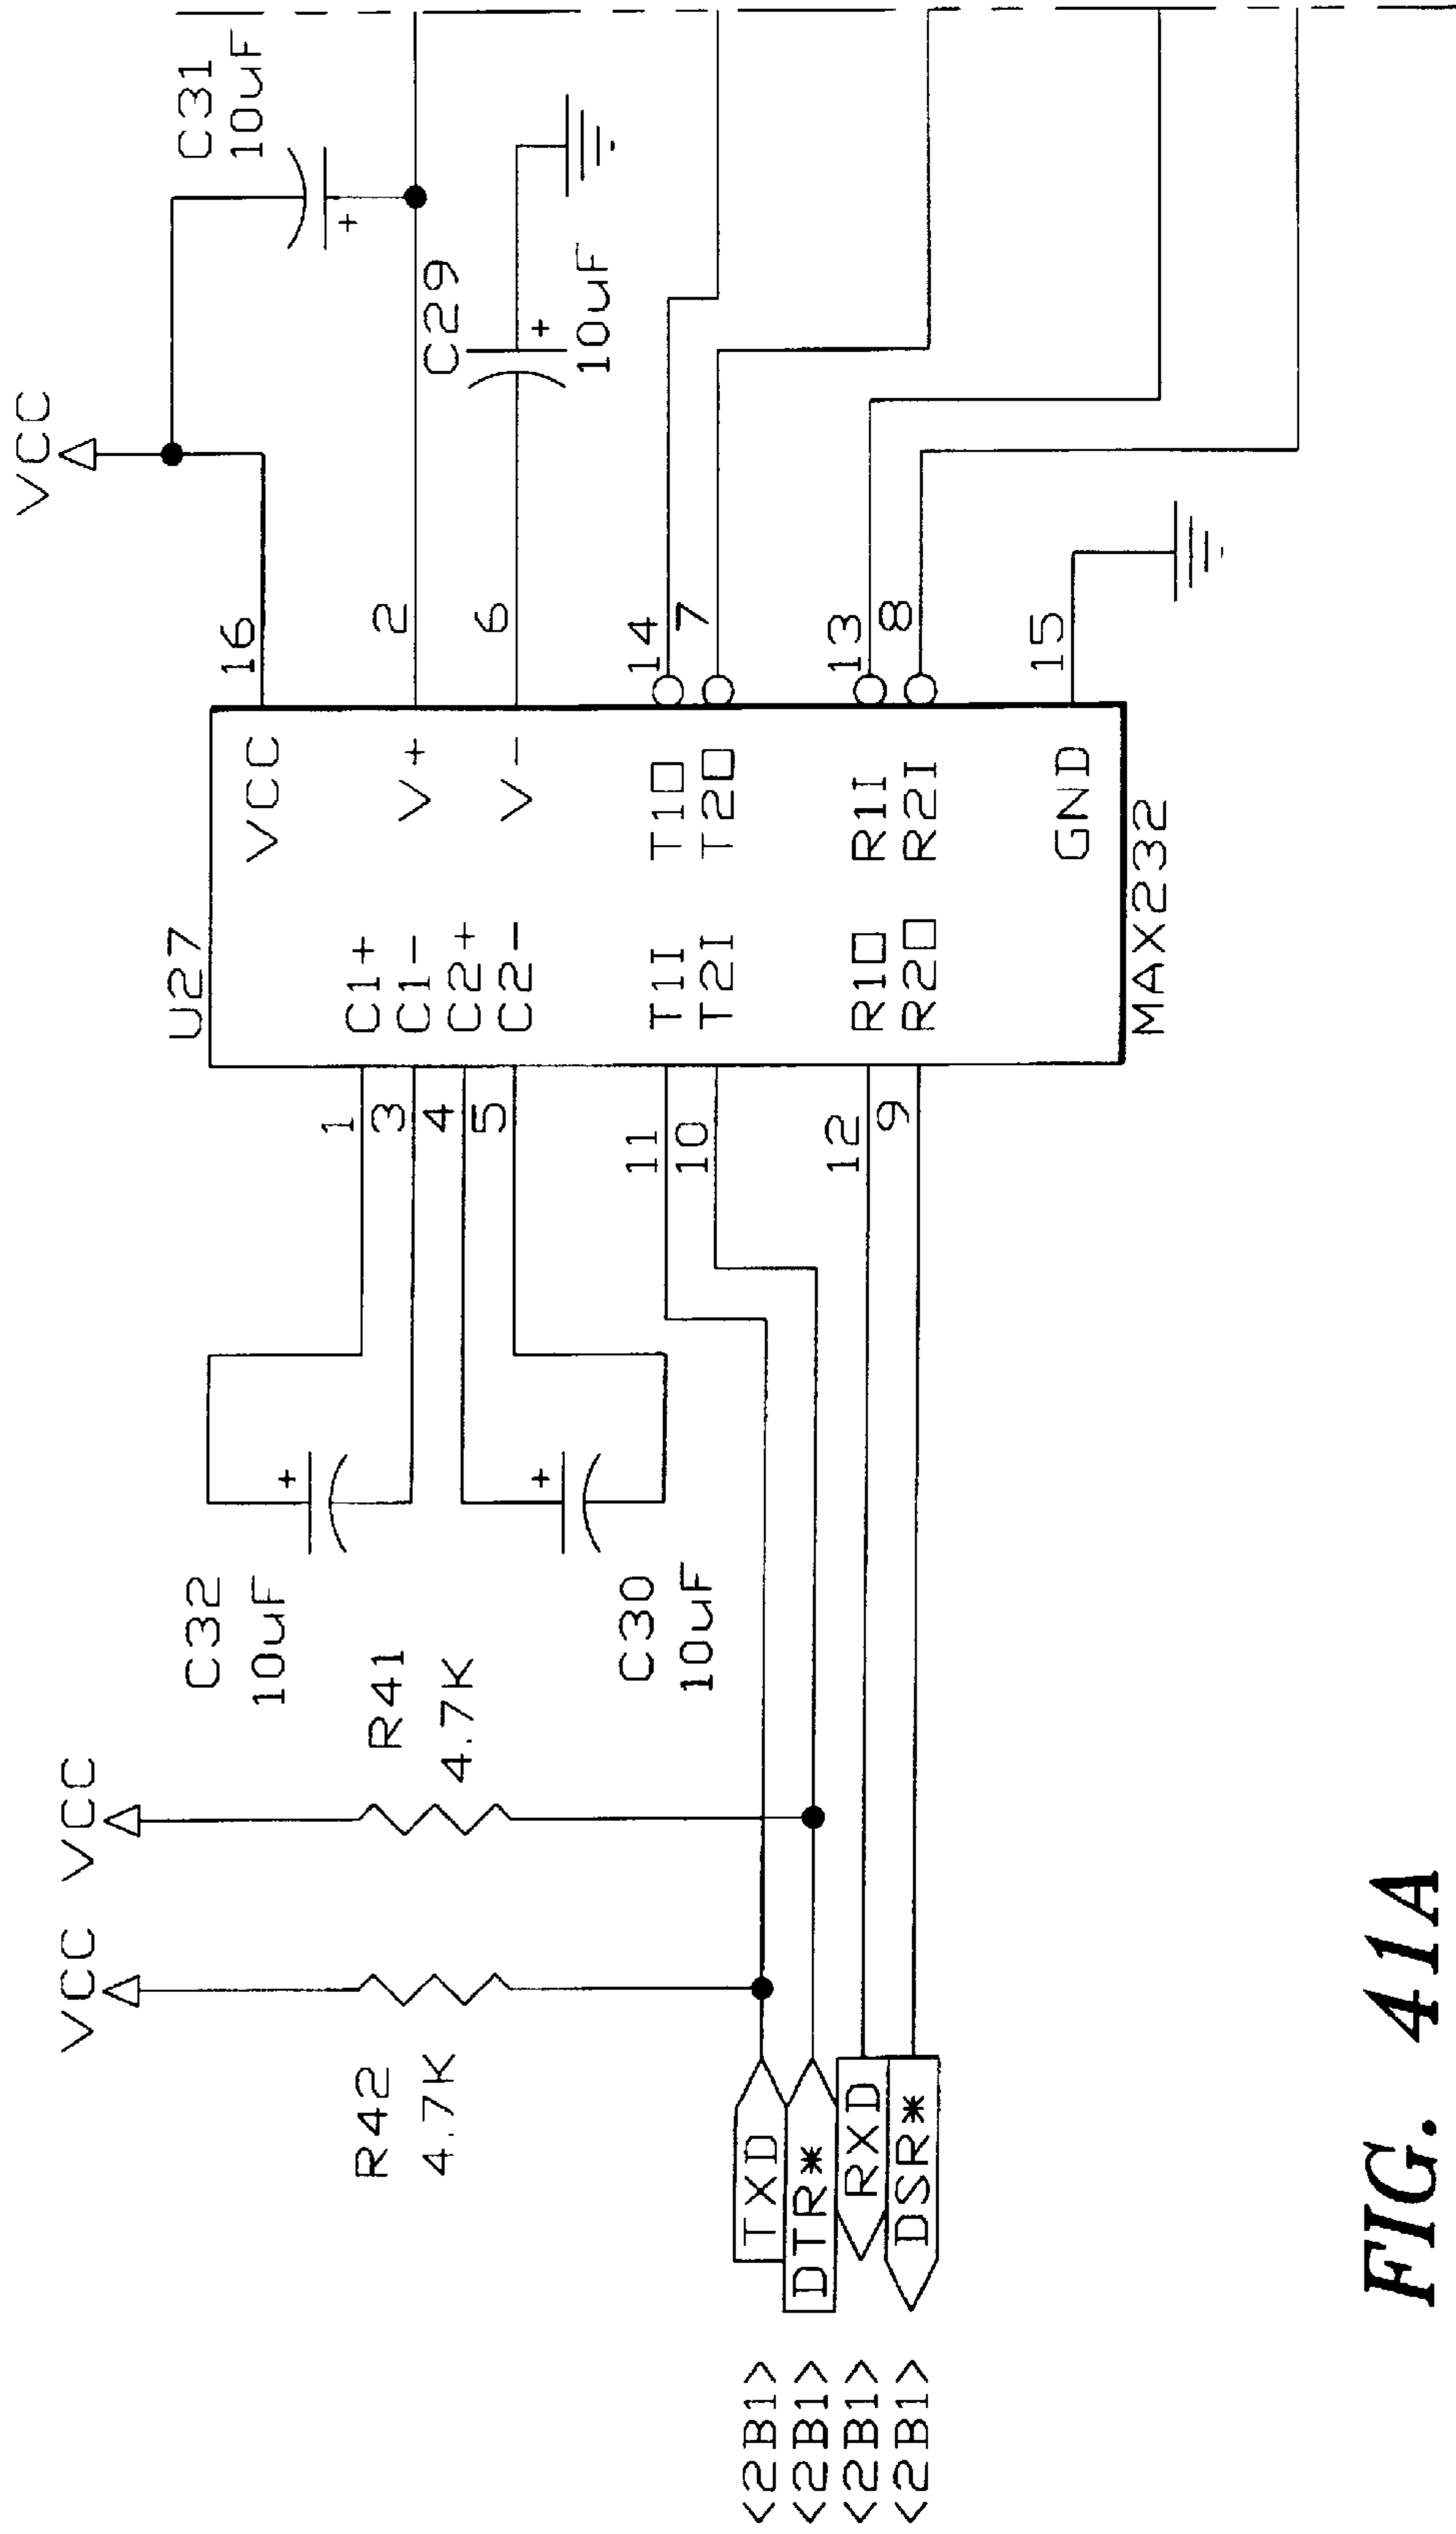 VCC
C31
10uF
16
2
C29
10uF
+
+
6
14
7
13
8
15
U27
VCC
C1+
C1-
V+
C2+
C2-
V-
T1I
T1O
T2I
T2O
R1O
R1I
R2O
R2I
GND
MAX232
1
3
4
5
11
10
12
9
+
+
C32
10uF
C30
10uF
VCC
R41
4.7K
VCC
R42
4.7K
<2B1> TXD
<2B1> DTR*
<2B1> RXD
<2B1> DSR*
FIG. 41A